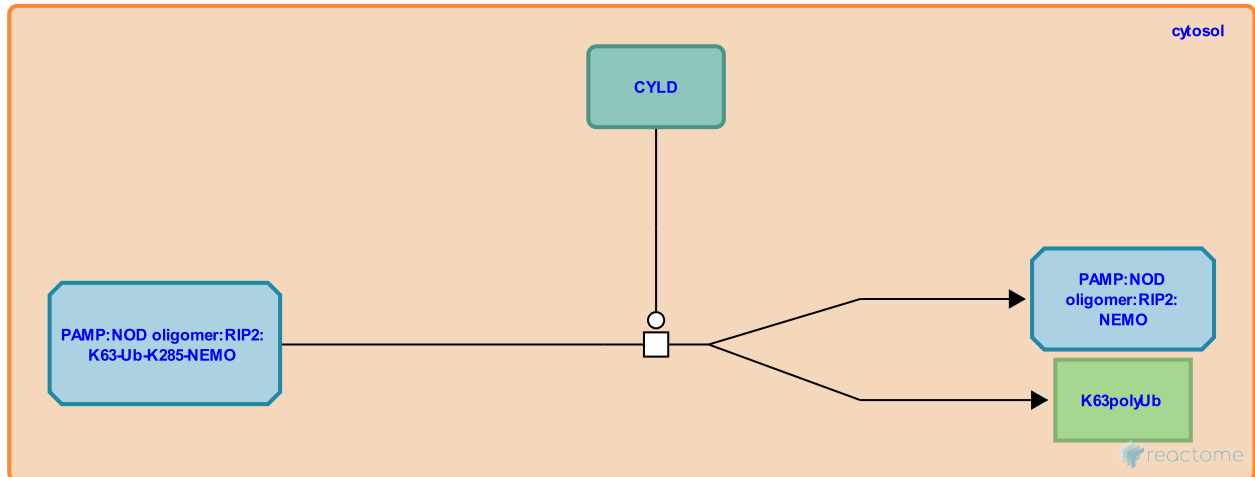 cytosol
CYLD
PAMP:NOD oligomer:RIP2:
K63-Ub-K285-NEMO
PAMP:NOD
oligomer:RIP2:
NEMO
K63polyUb
reactome